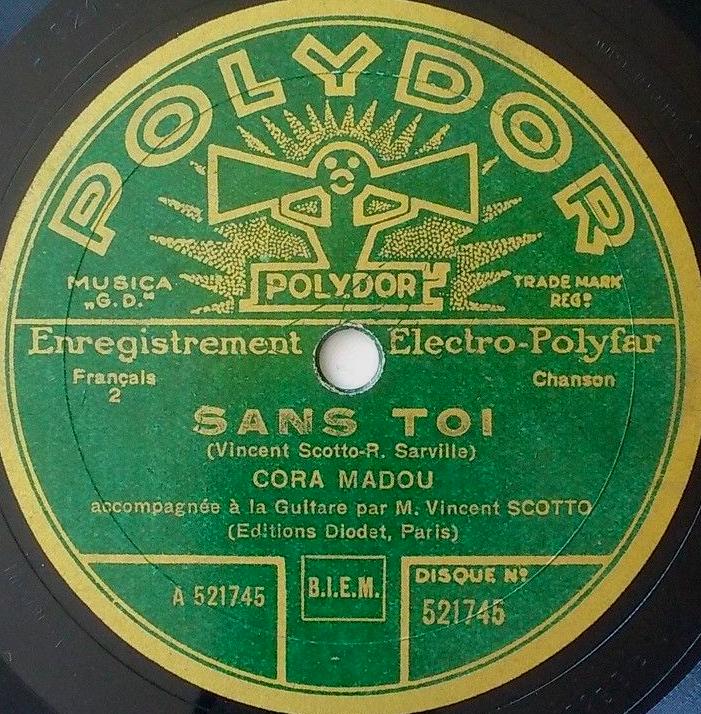 POLYDOR
POLYDOR
MUSICA
„G.D."
TRADE MARK
REGD
Enregistrement Electro-Polyfar
Français
2
Chanson
SANS TOI
(Vincent Scotto-R. Sarville)
CORA MADOU
accompagnée à la Guitare par M. Vincent SCOTTO
(Editions Diodet, Paris)
A 521745
B.I.E.M.
DISQUE No
521745